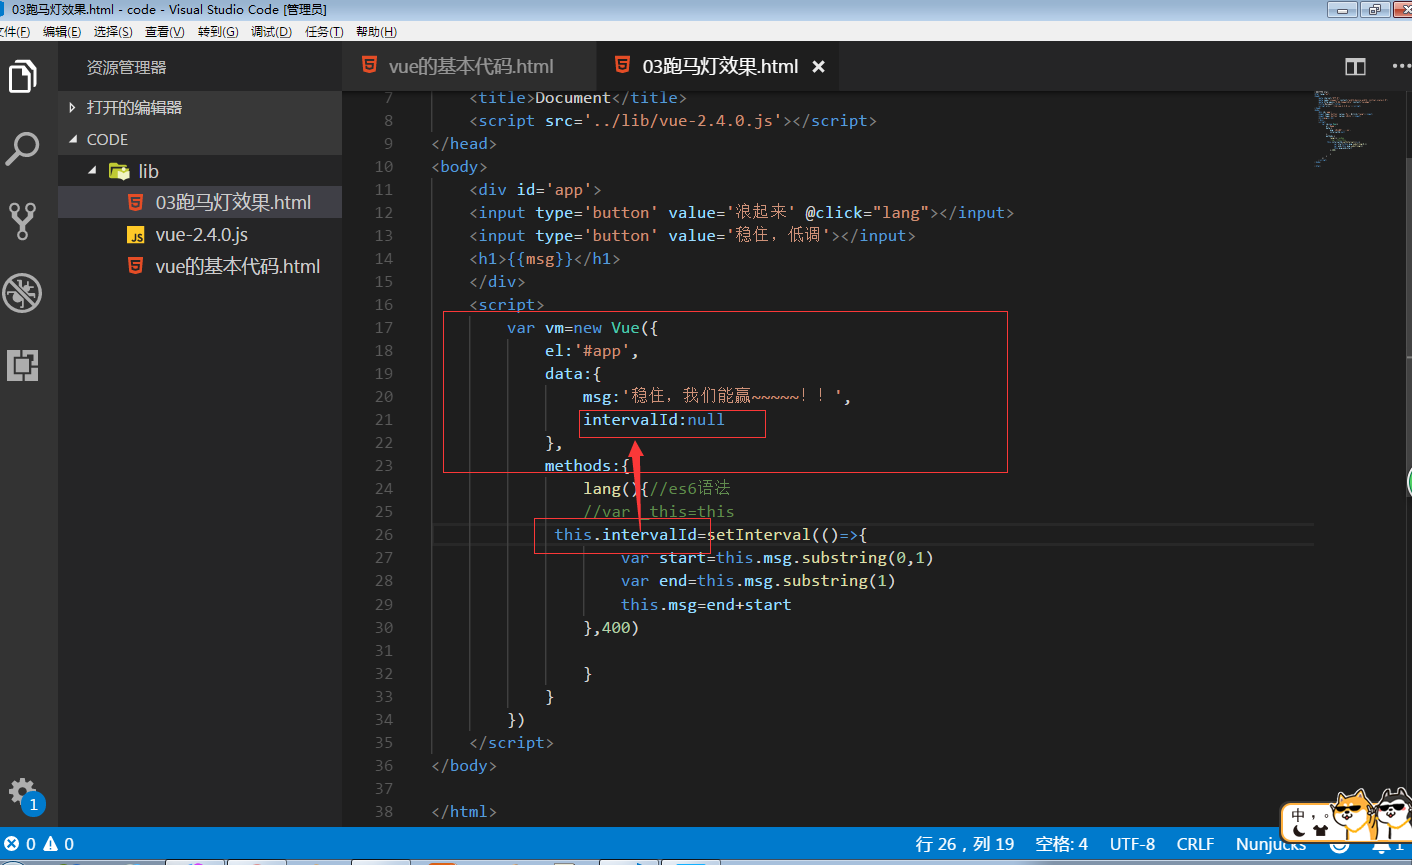 03跑马灯效果.html - code - Visual Studio Code [管理员]
文件(F) 编辑(E) 选择(S) 查看(V) 转到(G) 调试(D) 任务(T) 帮助(H)
资源管理器
打开的编辑器
CODE
lib
03跑马灯效果.html
JS vue-2.4.0.js
vue的基本代码.html
1
vue的基本代码.html 03跑马灯效果.html
7 <title>Document</title>
8 <script src='../lib/vue-2.4.0.js'></script>
9 </head>
10 <body>
11 <div id='app'>
12 <input type='button' value='浪起来' @click="lang"></input>
13 <input type='button' value='稳住，低调'></input>
14 <h1>{{msg}}</h1>
15 </div>
16 <script>
17 var vm=new Vue({
18 el:'#app',
19 data:{
20 msg:'稳住，我们能赢~~~~~！！',
21 intervalId:null
22 },
23 methods:{
24 lang(){//es6语法
25 //var _this=this
26 this.intervalId=setInterval(()=>{
27 var start=this.msg.substring(0,1)
28 var end=this.msg.substring(1)
29 this.msg=end+start
30 },400)
31
32 }
33 }
34 })
35 </script>
36 </body>
37
38 </html>
中
0 0
行 26，列 19 空格: 4 UTF-8 CRLF Nunjucks 1